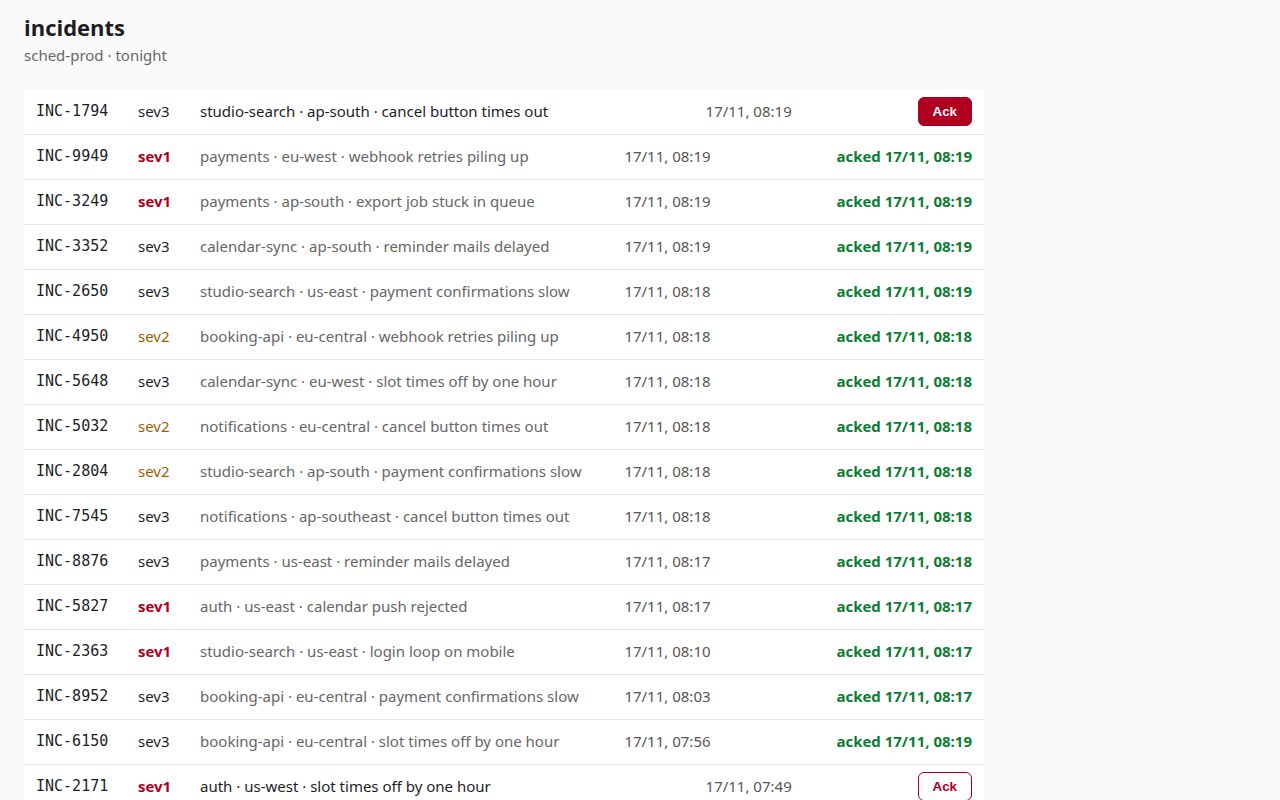 incidents
sched-prod · tonight
INC-1794 sev3 studio-search · ap-south · cancel button times out 17/11, 08:19 Ack
INC-9949 sev1 payments · eu-west · webhook retries piling up 17/11, 08:19 acked 17/11, 08:19
INC-3249 sev1 payments · ap-south · export job stuck in queue 17/11, 08:19 acked 17/11, 08:19
INC-3352 sev3 calendar-sync · ap-south · reminder mails delayed 17/11, 08:19 acked 17/11, 08:19
INC-2650 sev3 studio-search · us-east · payment confirmations slow 17/11, 08:18 acked 17/11, 08:19
INC-4950 sev2 booking-api · eu-central · webhook retries piling up 17/11, 08:18 acked 17/11, 08:18
INC-5648 sev3 calendar-sync · eu-west · slot times off by one hour 17/11, 08:18 acked 17/11, 08:18
INC-5032 sev2 notifications · eu-central · cancel button times out 17/11, 08:18 acked 17/11, 08:18
INC-2804 sev2 studio-search · ap-south · payment confirmations slow 17/11, 08:18 acked 17/11, 08:18
INC-7545 sev3 notifications · ap-southeast · cancel button times out 17/11, 08:18 acked 17/11, 08:18
INC-8876 sev3 payments · us-east · reminder mails delayed 17/11, 08:17 acked 17/11, 08:18
INC-5827 sev1 auth · us-east · calendar push rejected 17/11, 08:17 acked 17/11, 08:17
INC-2363 sev1 studio-search · us-east · login loop on mobile 17/11, 08:10 acked 17/11, 08:17
INC-8952 sev3 booking-api · eu-central · payment confirmations slow 17/11, 08:03 acked 17/11, 08:17
INC-6150 sev3 booking-api · eu-central · slot times off by one hour 17/11, 07:56 acked 17/11, 08:19
INC-2171 sev1 auth · us-west · slot times off by one hour 17/11, 07:49 Ack